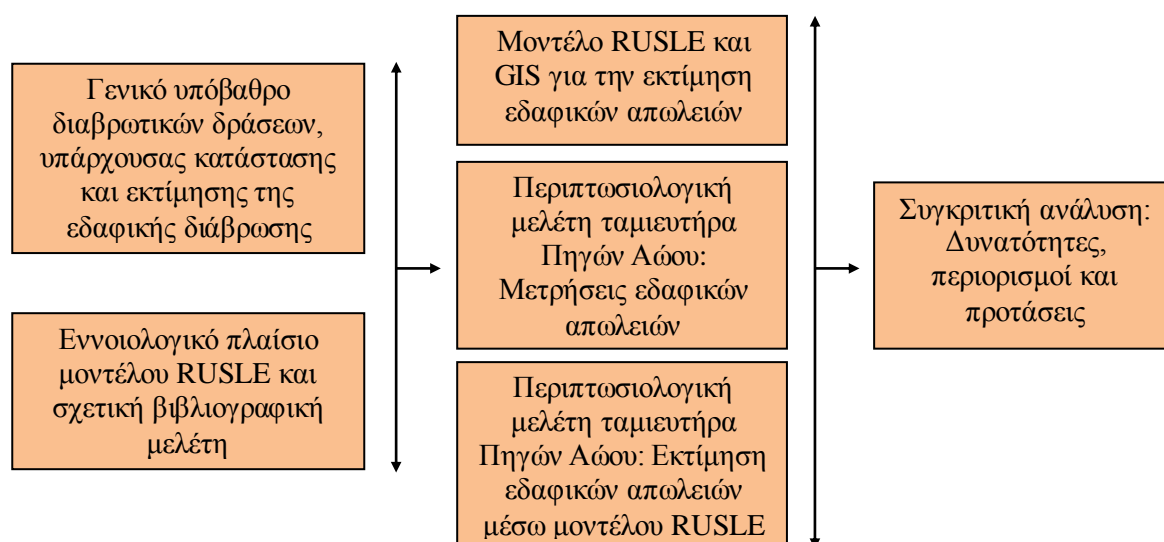 Γενικό υπόβαθρο
διαβρωτικών δράσεων,
υπάρχουσας κατάστασης
και εκτίμησης της
εδαφικής διάβρωσης
Εννοιολογικό πλαίσιο
μοντέλου RUSLE και
σχετική βιβλιογραφική
μελέτη
Μοντέλο RUSLE και
GIS για την εκτίμηση
εδαφικών απωλειών
Περιπτωσιολογική
μελέτη ταμιευτήρα
Πηγών Αώου:
Μετρήσεις εδαφικών
απωλειών
Περιπτωσιολογική
μελέτη ταμιευτήρα
Πηγών Αώου: Εκτίμηση
εδαφικών απωλειών
μέσω μοντέλου RUSLE
Συγκριτική ανάλυση:
Δυνατότητες,
περιορισμοί και
προτάσεις